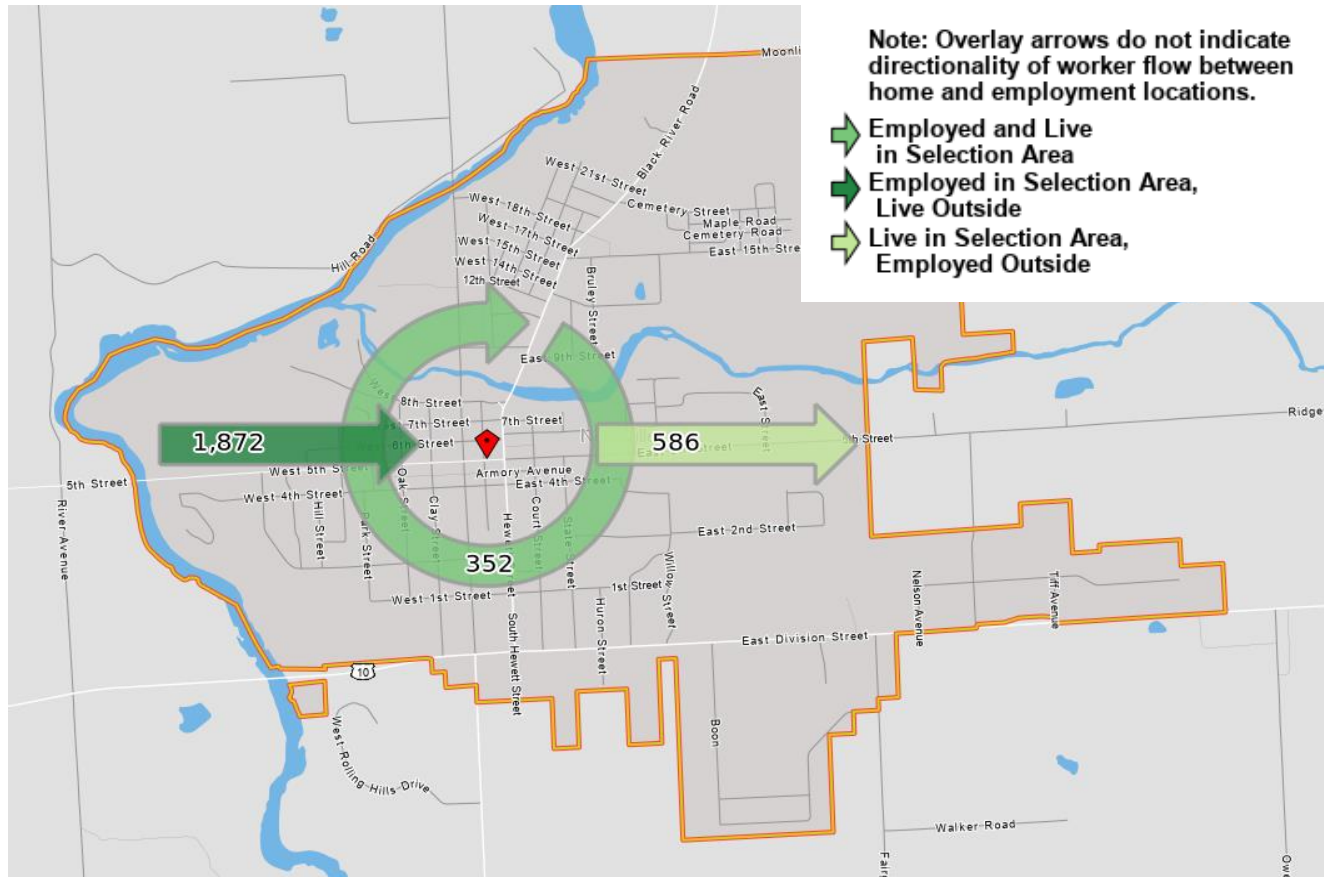 Note: Overlay arrows do not indicate
directionality of worker flow between
home and employment locations.
Employed and Live
in Selection Area
Employed in Selection Area,
Live Outside
Live in Selection Area,
Employed Outside
Black River Road
West 21st Street
Cemetery Street
West 18th Street
Maple Road
Cemetery Road
West 17th Street
West 15th Street
West 14th Street
12th Street
Hill Road
Bruley Street
East 9th Street
8th Street
7th Street
East Street
1,872
6th Street
586
5th Street
Ridge
West 5th Street
Armory Avenue
5th Street
East 4th Street
West 4th Street
River Avenue
Hill Street
Park Street
Oak Street
Clay Street
Court Street
State Street
East 2nd Street
352
Willow Street
West 1st Street
1st Street
Huron Street
Nelson Avenue
Tiff Avenue
South Hewett Street
East Division Street
10
West Rolling Hills Drive
Boon
Walker Road